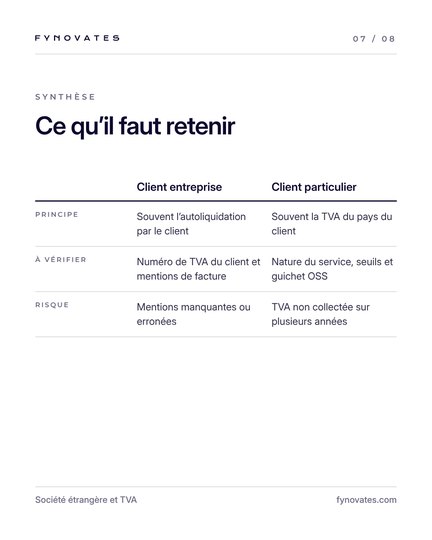 FYNOVATES
07 / 08
SYNTHÈSE
Ce qu’il faut retenir
Client entreprise
Client particulier
PRINCIPE
Souvent l’autoliquidation
par le client
Souvent la TVA du pays du
client
À VÉRIFIER
Numéro de TVA du client et
mentions de facture
Nature du service, seuils et
guichet OSS
RISQUE
Mentions manquantes ou
erronées
TVA non collectée sur
plusieurs années
Société étrangère et TVA
fynovates.com